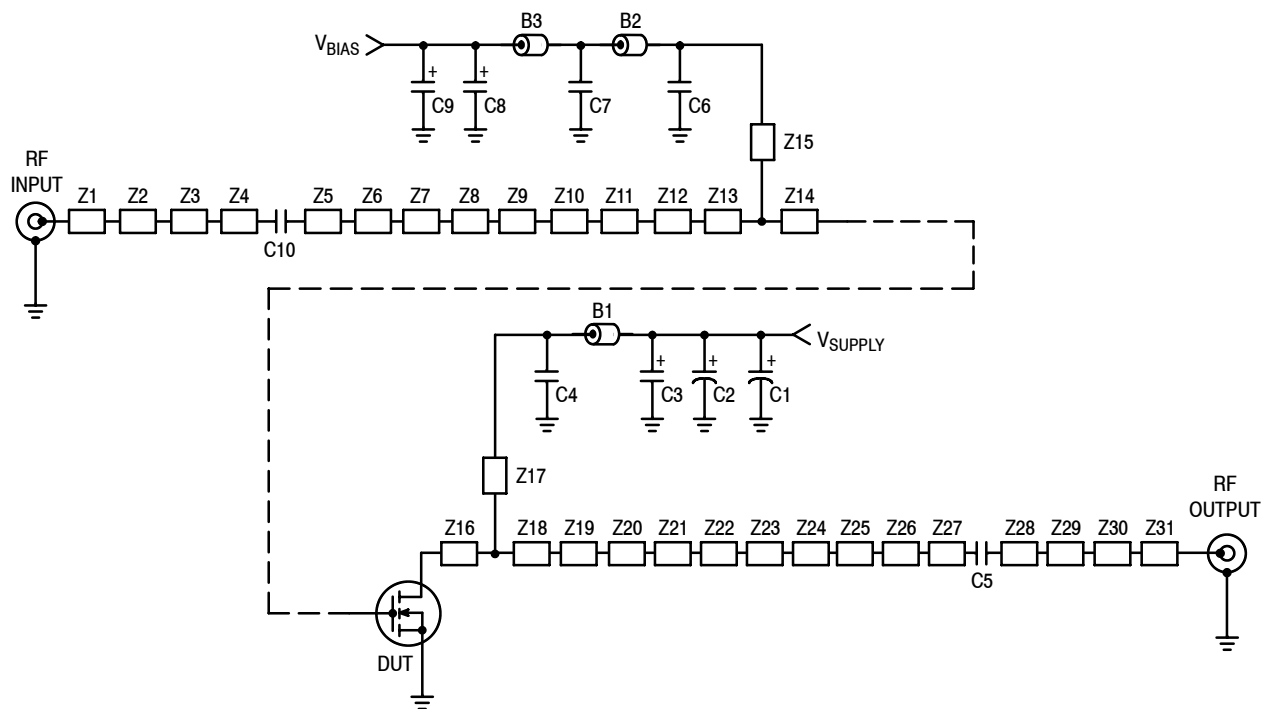 B3 B2
VBIAS
+ +
C9 C8 C7 C6
Z15
RF
INPUT
Z1 Z2 Z3 Z4 Z5 Z6 Z7 Z8 Z9 Z10 Z11 Z12 Z13 Z14
C10
B1
VSUPPLY
+ + +
C4 C3 C2 C1
Z17
RF
OUTPUT
Z16 Z18 Z19 Z20 Z21 Z22 Z23 Z24 Z25 Z26 Z27 Z28 Z29 Z30 Z31
C5
DUT